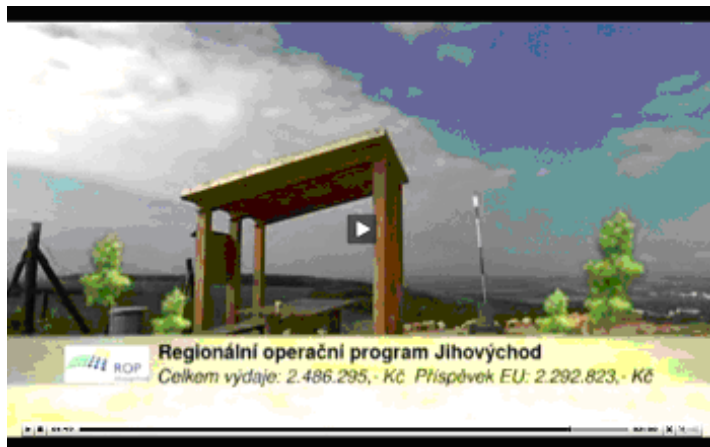 ROP
Regionální operační program Jihovýchod
Celkem výdaje: 2.486.295,- Kč Příspěvek EU: 2.292.823,- Kč